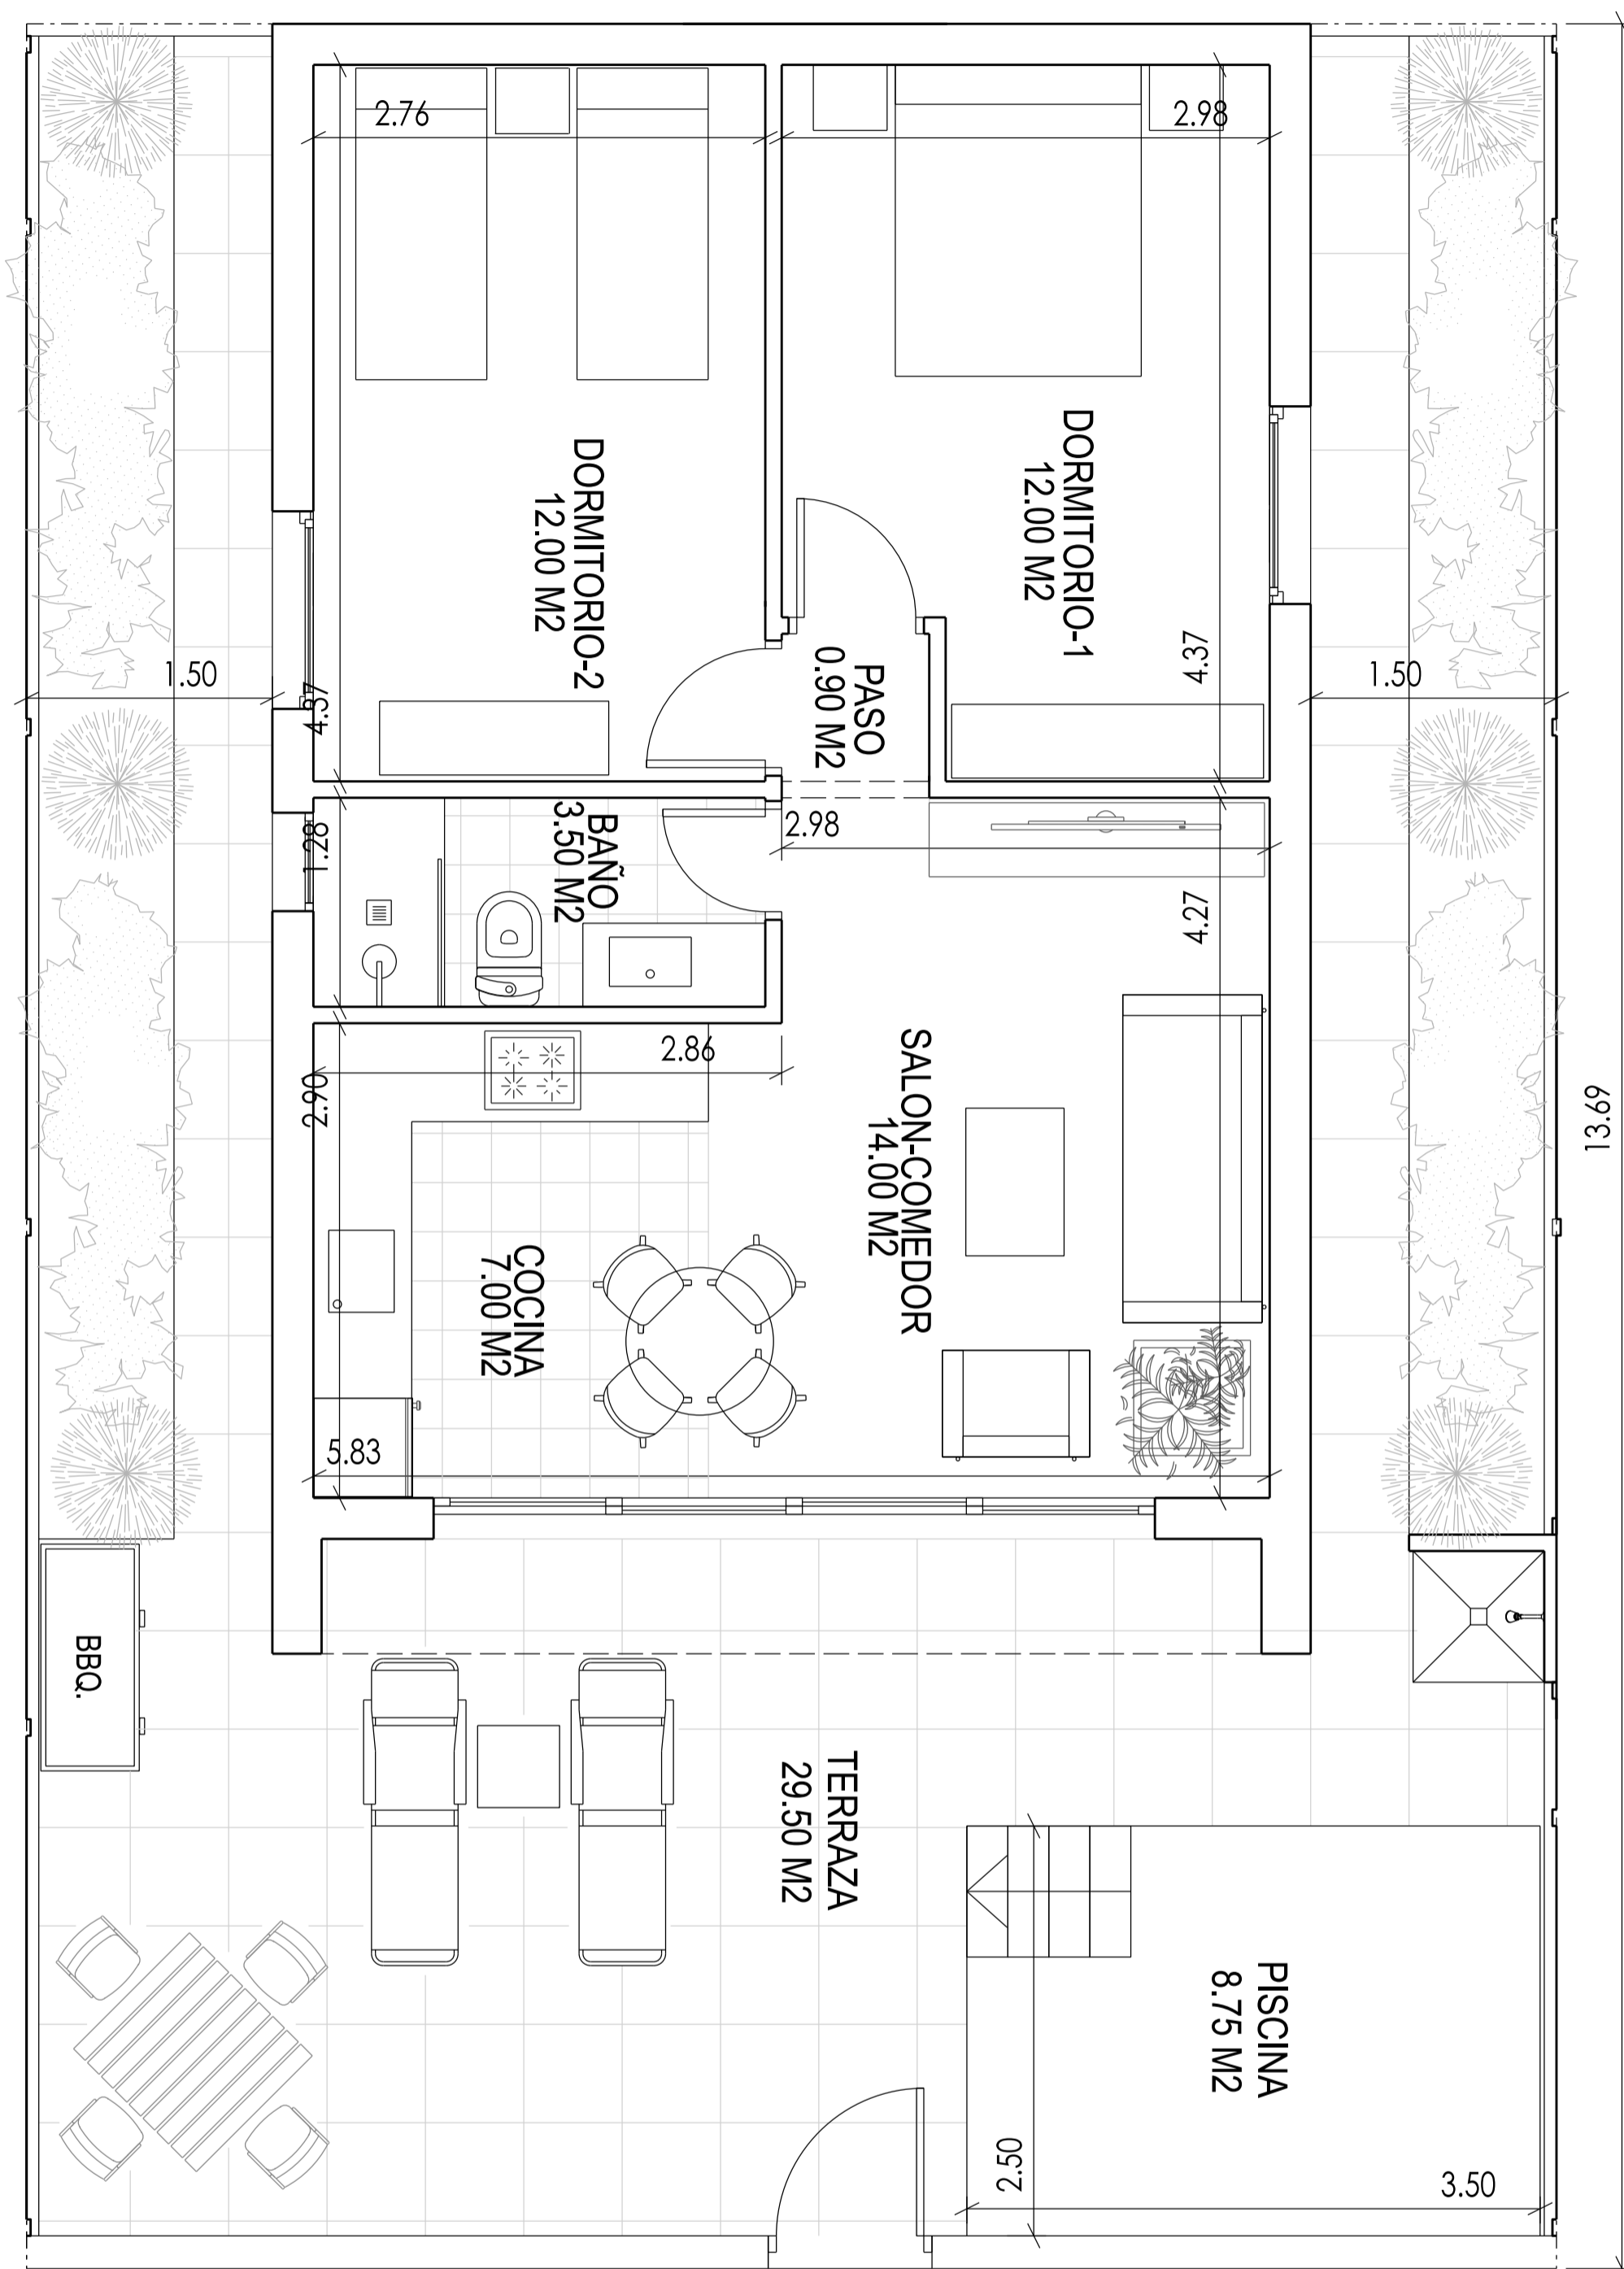 2.76
2.98
DORMITORIO-2
12.00 M2
DORMITORIO-1
12.00 M2
PASO
0.90 M2
4.37
4.37
1.50
1.50
BAÑO
3.50 M2
1.28
2.98
4.27
2.86
2.90
SALON-COMEDOR
14.00 M2
13.69
COCINA
7.00 M2
5.83
BBQ.
TERRAZA
29.50 M2
PISCINA
8.75 M2
2.50
3.50